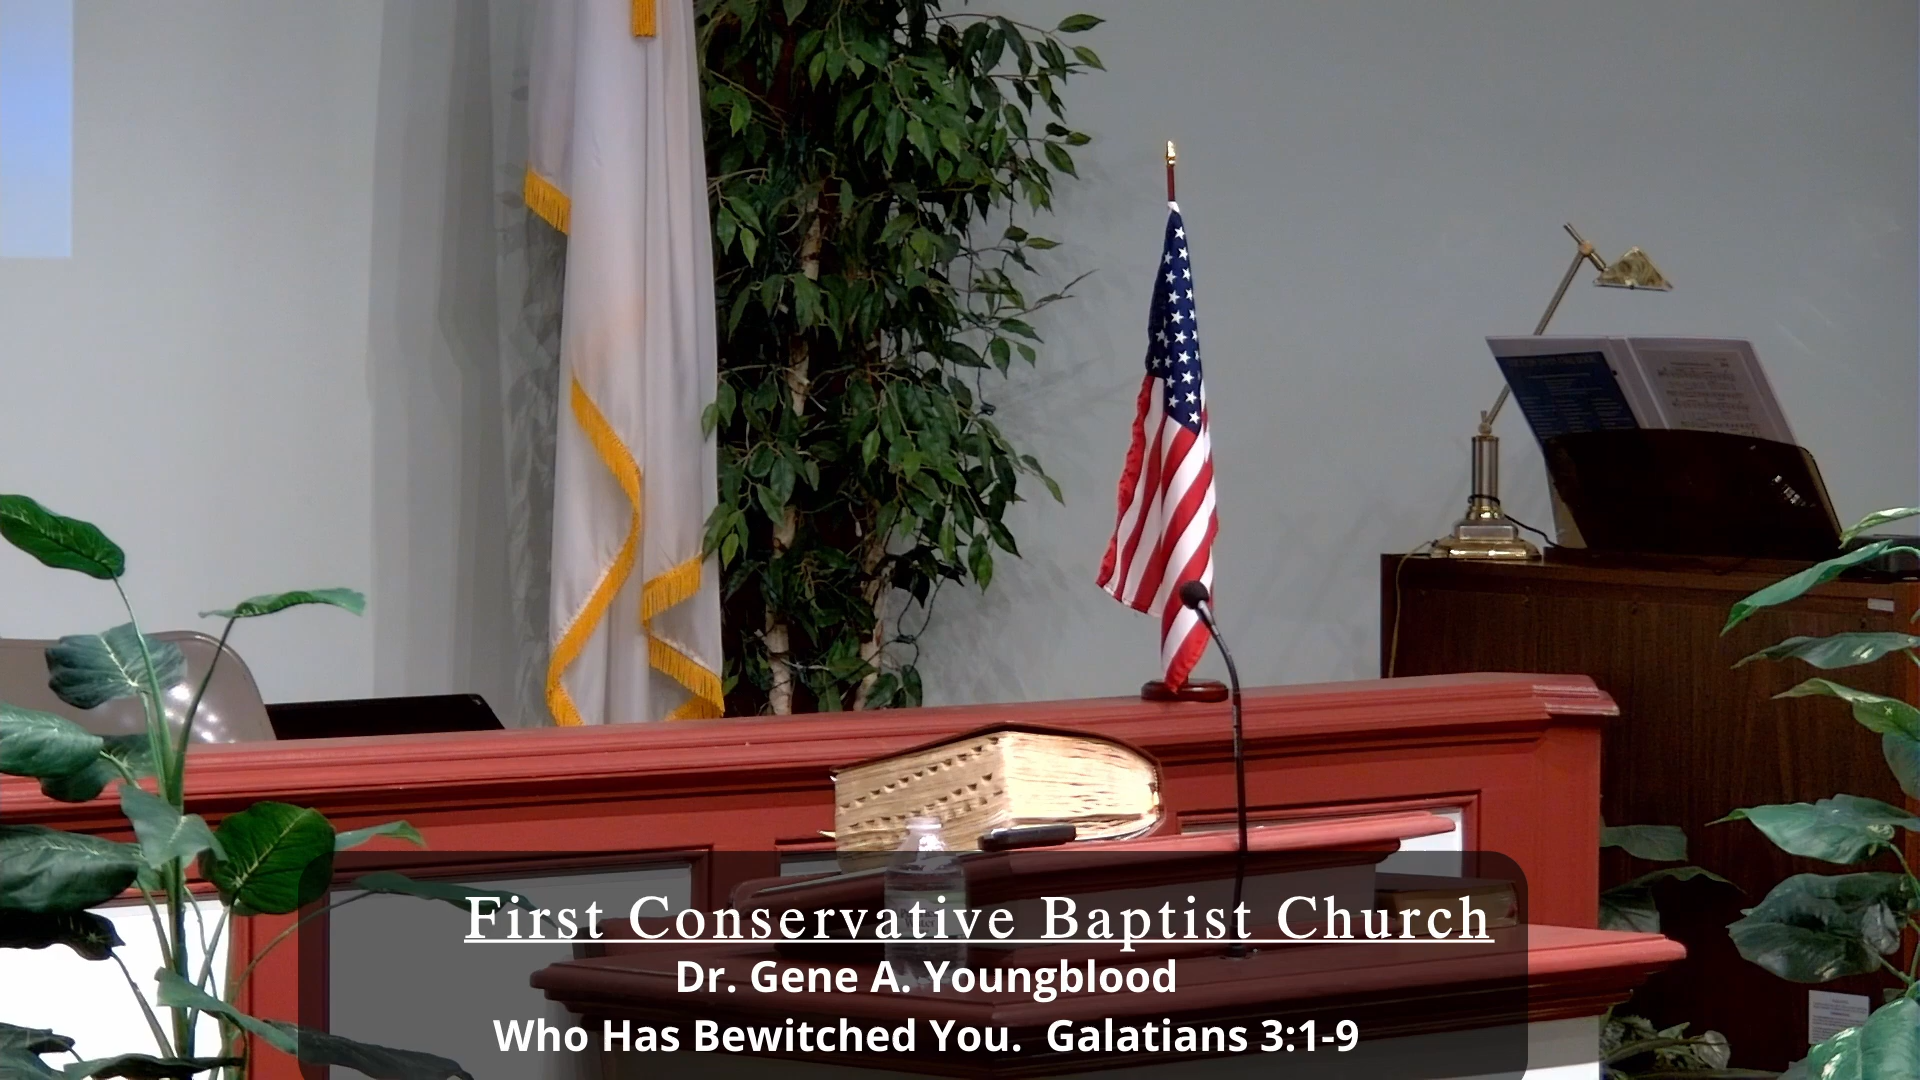 First Conservative Baptist Church
Dr. Gene A. Youngblood
Who Has Bewitched You.  Galatians 3:1-9